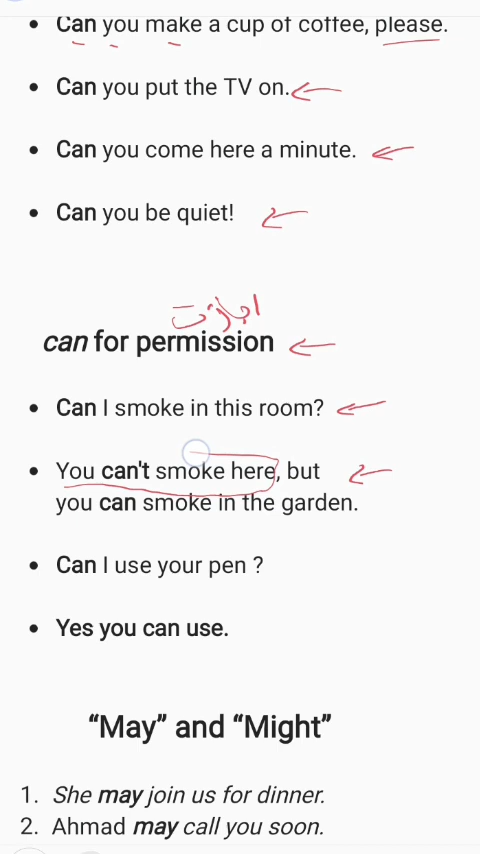 Can you make a cup of coffee, please.
Can you put the TV on.
Can you come here a minute.
Can you be quiet!
اجازت
can for permission
Can I smoke in this room?
You can't smoke here, but
you can smoke in the garden.
Can I use your pen ?
Yes you can use.
“May” and “Might”
1. She may join us for dinner.
2. Ahmad may call you soon.